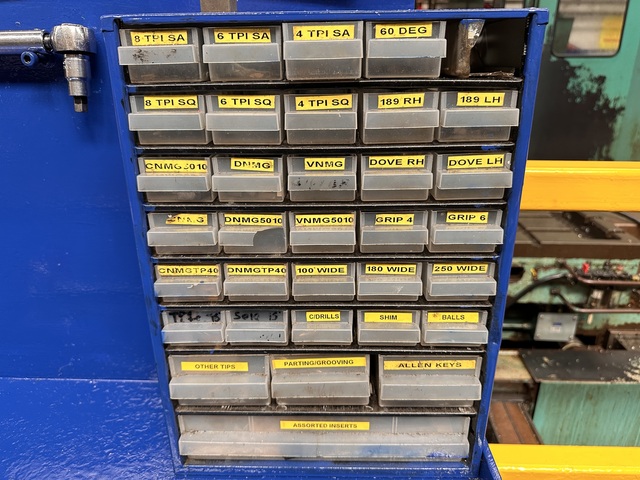 8 TPI SA
6 TPI SA
4 TPI SA
60 DEG
8 TPI SQ
6 TPI SQ
4 TPI SQ
189 RH
189 LH
CNMG5010
DNMG
VNMG
DOVE RH
DOVE LH
DNMG5010
VNMG5010
GRIP 4
GRIP 6
CNMGTP40
DNMGTP40
100 WIDE
180 WIDE
250 WIDE
C/DRILLS
SHIM
BALLS
OTHER TIPS
PARTING/GROOVING
ALLEN KEYS
ASSORTED INSERTS